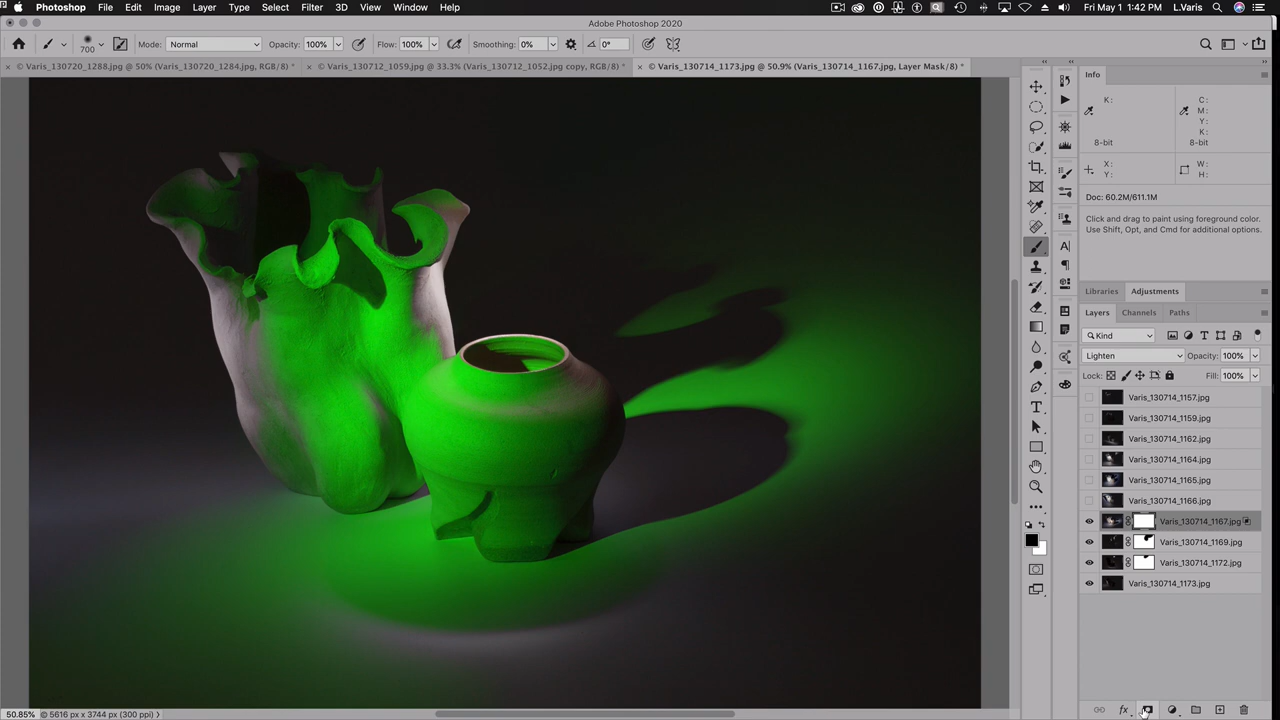 Photoshop File Edit Image Layer Type Select Filter 3D View Window Help Fri May 1 1:42 PM L.Varis
Adobe Photoshop 2020
700 Mode: Normal Opacity: 100% Flow: 100% Smoothing: 0% 0°
× © Varis_130720_1288.jpg @ 50% (Varis_130720_1284.jpg, RGB/8) * × © Varis_130712_1059.jpg @ 33.3% (Varis_130712_1052.jpg copy, RGB/8) * × © Varis_130714_1173.jpg @ 50.9% (Varis_130714_1167.jpg, Layer Mask/8) *
Info
K: C:
M:
Y:
K:
8-bit 8-bit
X: W:
Y: H:
Doc: 60.2M/611.1M
Click and drag to paint using foreground color.
Use Shift, Opt, and Cmd for additional options.
Libraries Adjustments
Layers Channels Paths
Kind
Lighten Opacity: 100%
Lock: Fill: 100%
Varis_130714_1157.jpg
Varis_130714_1159.jpg
Varis_130714_1162.jpg
Varis_130714_1164.jpg
Varis_130714_1165.jpg
Varis_130714_1166.jpg
Varis_130714_1167.jpg
Varis_130714_1169.jpg
Varis_130714_1172.jpg
Varis_130714_1173.jpg
fx
50.85% © 5616 px x 3744 px (300 ppi)